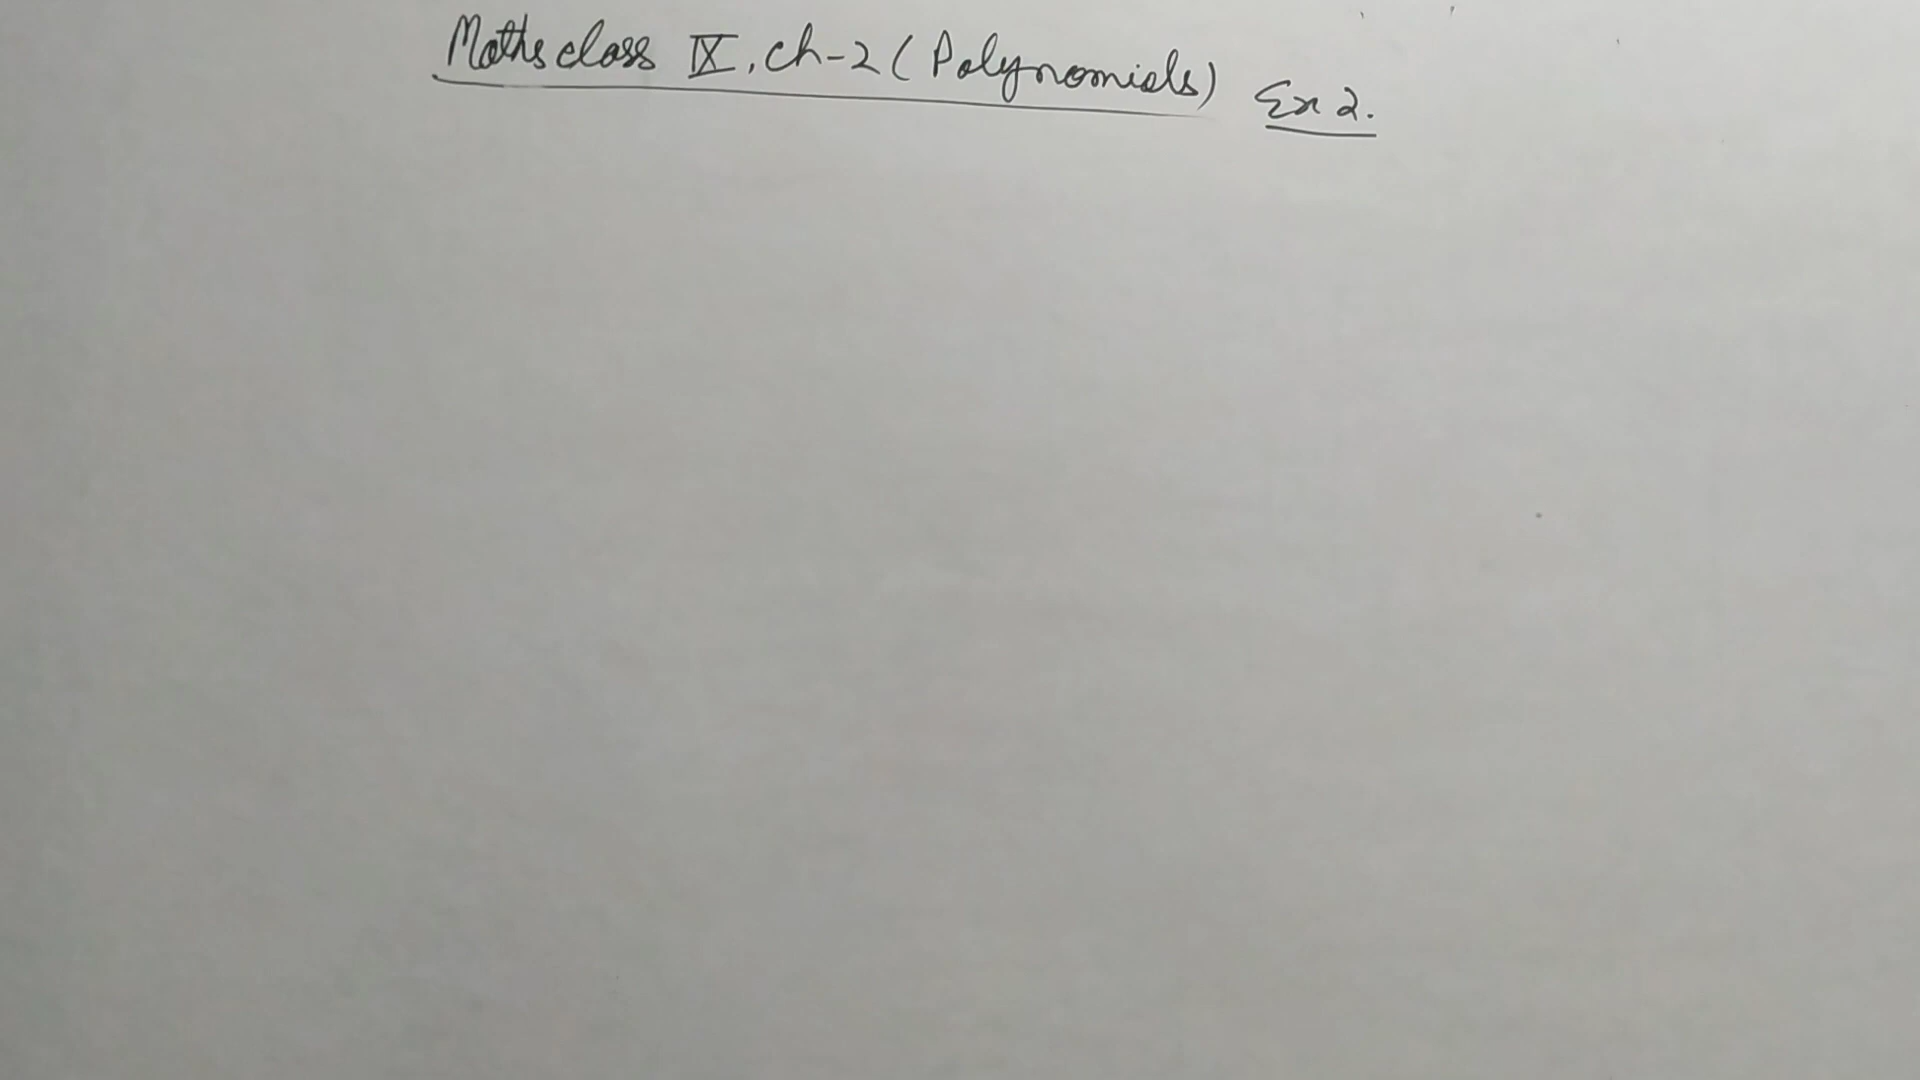 Maths class IX, ch-2 (Polynomials) Ex 2.